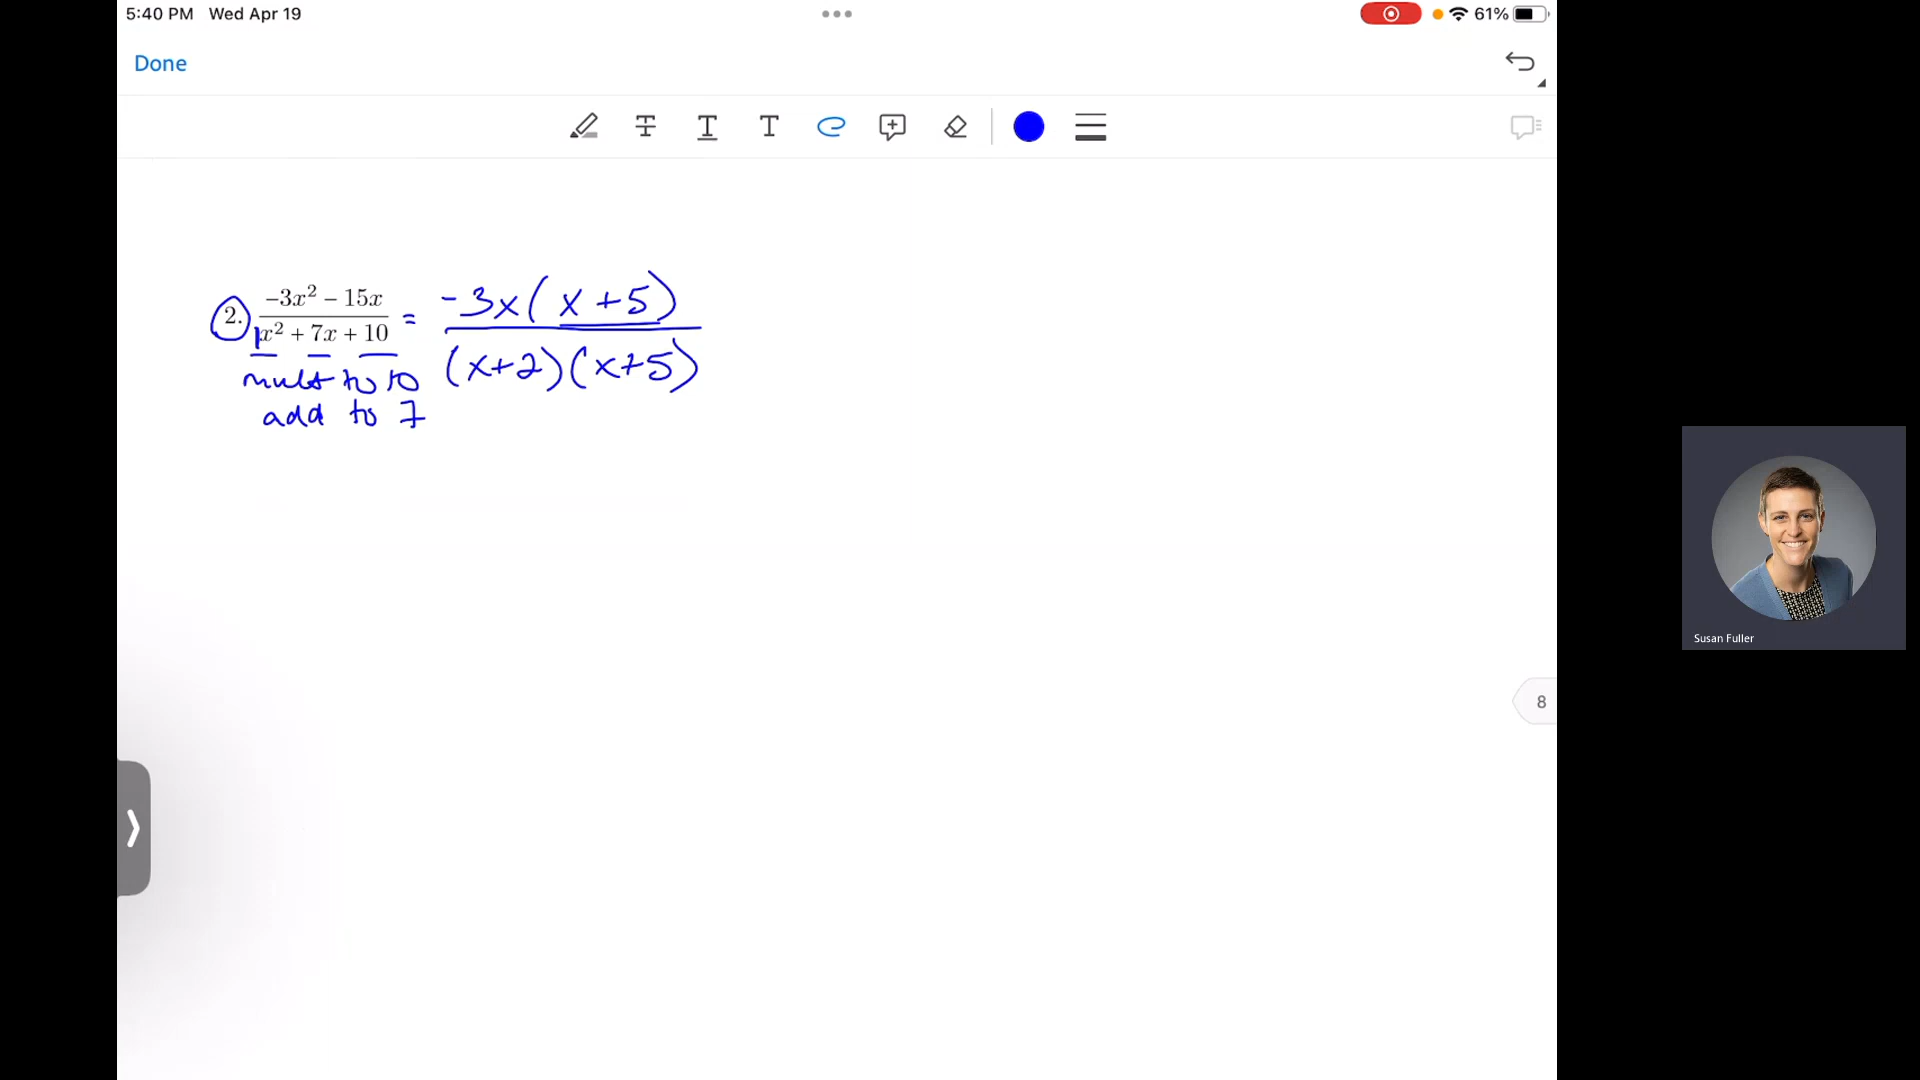 5:40 PM Wed Apr 19
61%
Done
T T T
2. −3x² − 15x / x² + 7x + 10 = -3x(x+5) / (x+2)(x+5)
1
mult to 10
add to 7
Susan Fuller
8